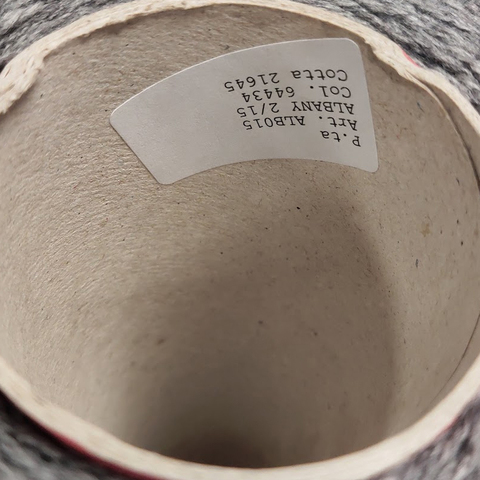 P.ta
Art. ALB015
ALBANY 2/15
Col. 64434
Cotta 21645